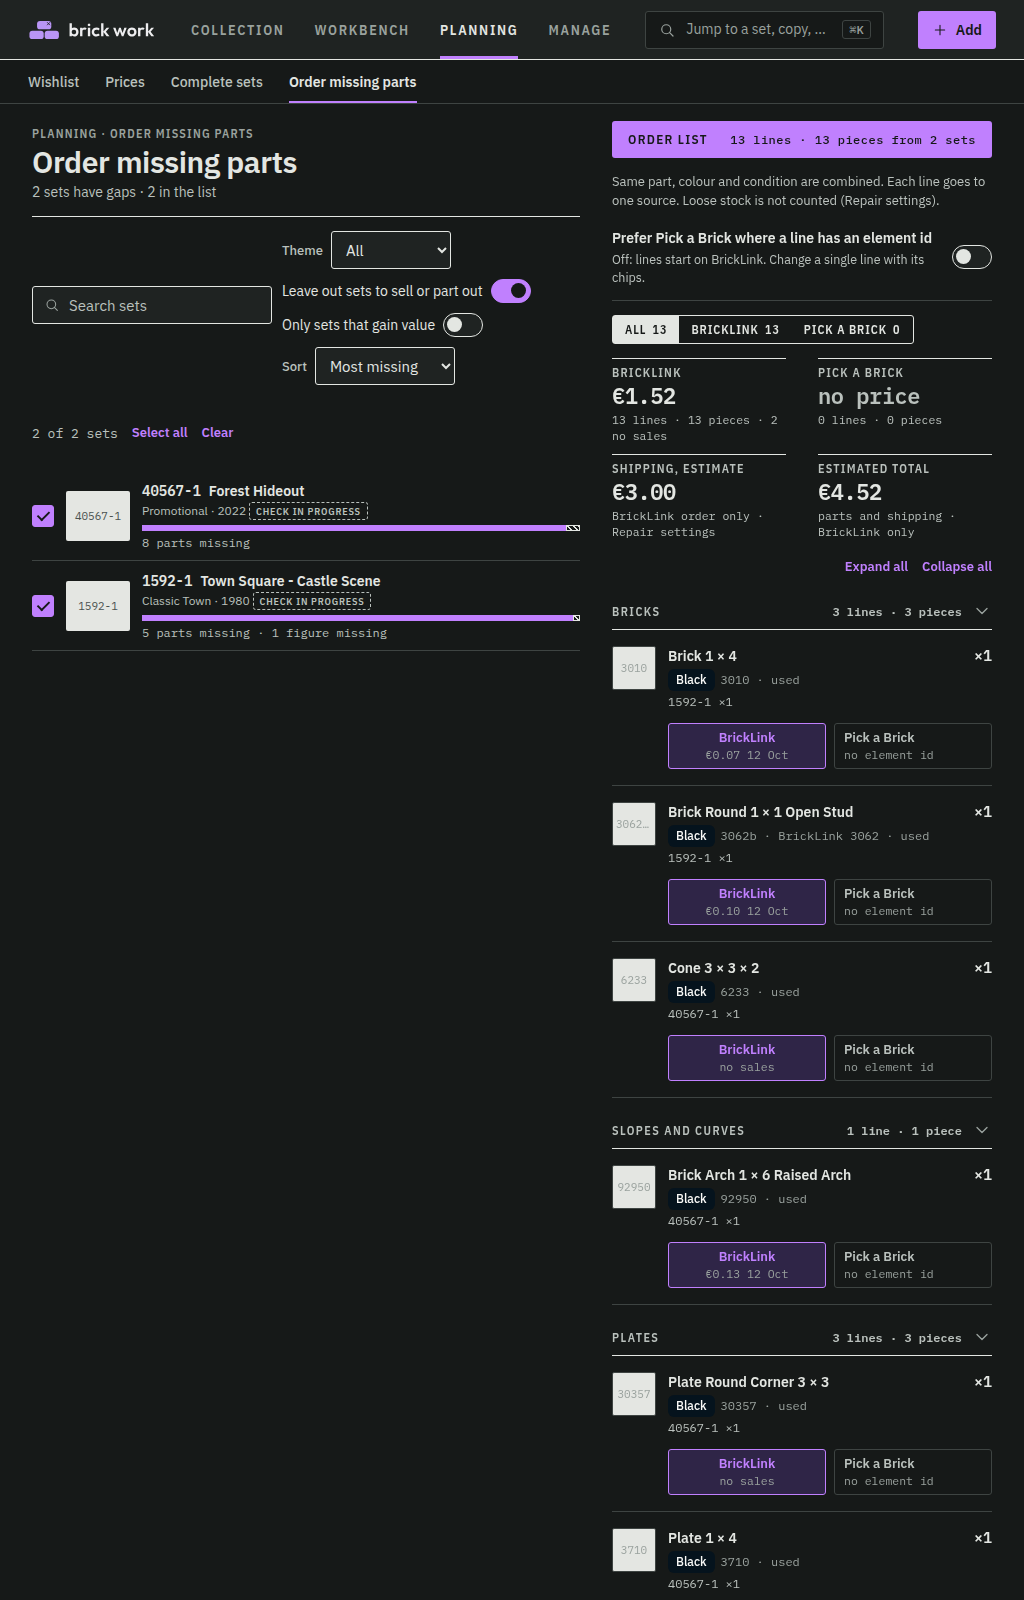 brick work
COLLECTION
WORKBENCH
PLANNING
MANAGE
Jump to a set, copy, ...
⌘K
+ Add
Wishlist
Prices
Complete sets
Order missing parts
PLANNING · ORDER MISSING PARTS
Order missing parts
2 sets have gaps · 2 in the list
Theme
All
Search sets
Leave out sets to sell or part out
Only sets that gain value
Sort
Most missing
2 of 2 sets
Select all
Clear
40567-1
40567-1 Forest Hideout
Promotional · 2022 CHECK IN PROGRESS
8 parts missing
1592-1
1592-1 Town Square - Castle Scene
Classic Town · 1980 CHECK IN PROGRESS
5 parts missing · 1 figure missing
ORDER LIST 13 lines · 13 pieces from 2 sets
Same part, colour and condition are combined. Each line goes to
one source. Loose stock is not counted (Repair settings).
Prefer Pick a Brick where a line has an element id
Off: lines start on BrickLink. Change a single line with its
chips.
ALL 13
BRICKLINK 13
PICK A BRICK 0
BRICKLINK
€1.52
13 lines · 13 pieces · 2
no sales
PICK A BRICK
no price
0 lines · 0 pieces
SHIPPING, ESTIMATE
€3.00
BrickLink order only ·
Repair settings
ESTIMATED TOTAL
€4.52
parts and shipping ·
BrickLink only
Expand all
Collapse all
BRICKS
3 lines · 3 pieces
3010
Brick 1 × 4
×1
Black 3010 · used
1592-1 ×1
BrickLink
€0.07 12 Oct
Pick a Brick
no element id
3062…
Brick Round 1 × 1 Open Stud
×1
Black 3062b · BrickLink 3062 · used
1592-1 ×1
BrickLink
€0.10 12 Oct
Pick a Brick
no element id
6233
Cone 3 × 3 × 2
×1
Black 6233 · used
40567-1 ×1
BrickLink
no sales
Pick a Brick
no element id
SLOPES AND CURVES
1 line · 1 piece
92950
Brick Arch 1 × 6 Raised Arch
×1
Black 92950 · used
40567-1 ×1
BrickLink
€0.13 12 Oct
Pick a Brick
no element id
PLATES
3 lines · 3 pieces
30357
Plate Round Corner 3 × 3
×1
Black 30357 · used
40567-1 ×1
BrickLink
no sales
Pick a Brick
no element id
3710
Plate 1 × 4
×1
Black 3710 · used
40567-1 ×1